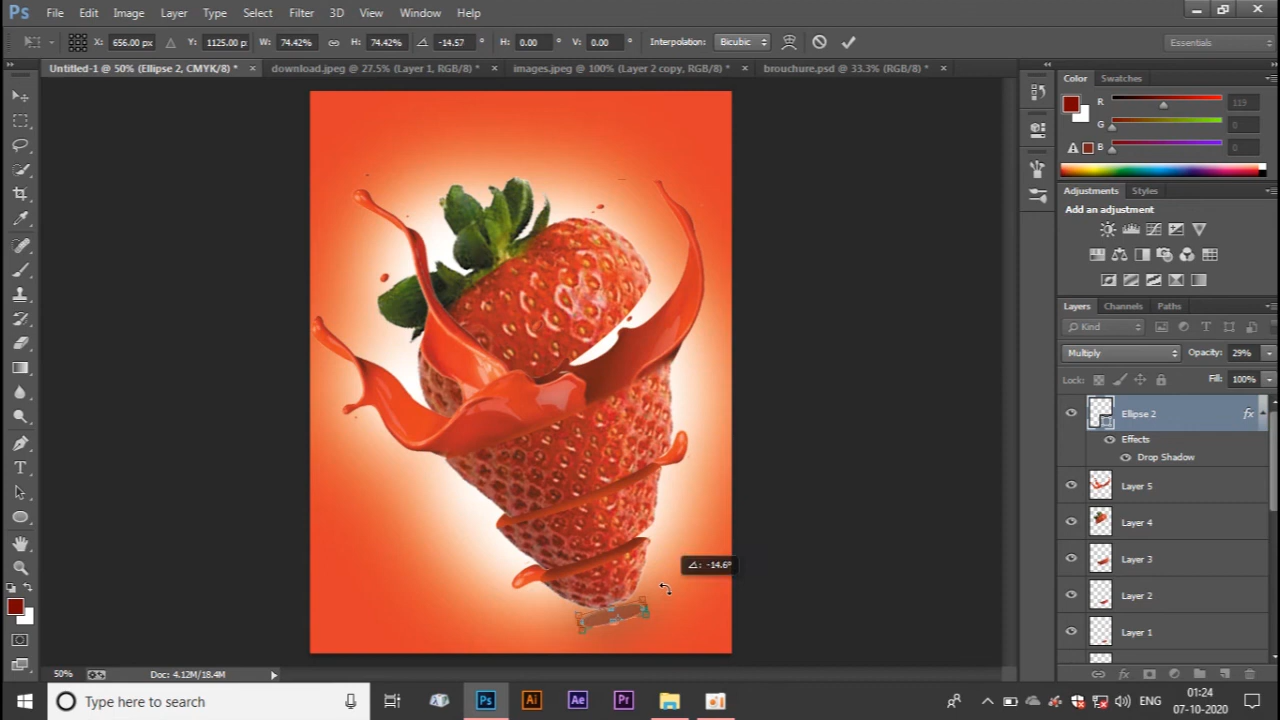 Ps File Edit Image Layer Type Select Filter 3D View Window Help
X: 656.00 px Y: 1125.00 px W: 74.42% H: 74.42% -14.57 ° H: 0.00 ° V: 0.00 ° Interpolation: Bicubic Essentials
Untitled-1 @ 50% (Ellipse 2, CMYK/8) * × download.jpeg @ 27.5% (Layer 1, RGB/8) * × images.jpeg @ 100% (Layer 2 copy, RGB/8) * × brouchure.psd @ 33.3% (RGB/8) * ×
Color Swatches
R 119
G 0
B 0
Adjustments Styles
Add an adjustment
Layers Channels Paths
Kind
Multiply Opacity: 29%
Lock: Fill: 100%
Ellipse 2 fx
Effects
Drop Shadow
Layer 5
Layer 4
Layer 3
Layer 2
Layer 1
: -14.6°
50% Doc: 4.12M/18.4M
Type here to search Ps Ai Ae Pr ENG 01:24
07-10-2020